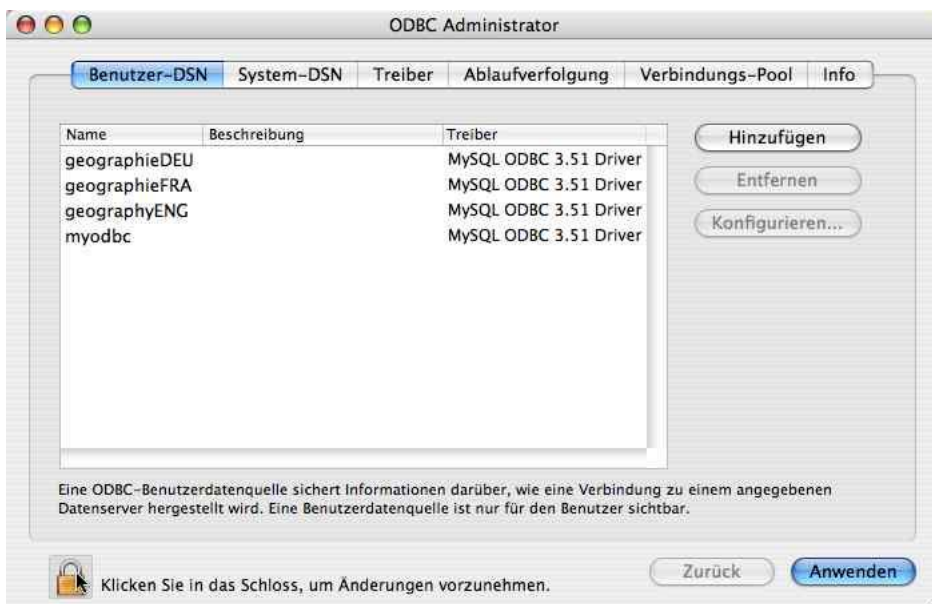 ODBC Administrator
Benutzer-DSN System-DSN Treiber Ablaufverfolgung Verbindungs-Pool Info
Name Beschreibung Treiber
geographieDEU MySQL ODBC 3.51 Driver
geographieFRA MySQL ODBC 3.51 Driver
geographyENG MySQL ODBC 3.51 Driver
myodbc MySQL ODBC 3.51 Driver
Hinzufügen
Entfernen
Konfigurieren...
Eine ODBC-Benutzerdatenquelle sichert Informationen darüber, wie eine Verbindung zu einem angegebenen
Datenserver hergestellt wird. Eine Benutzerdatenquelle ist nur für den Benutzer sichtbar.
Klicken Sie in das Schloss, um Änderungen vorzunehmen.
Zurück Anwenden